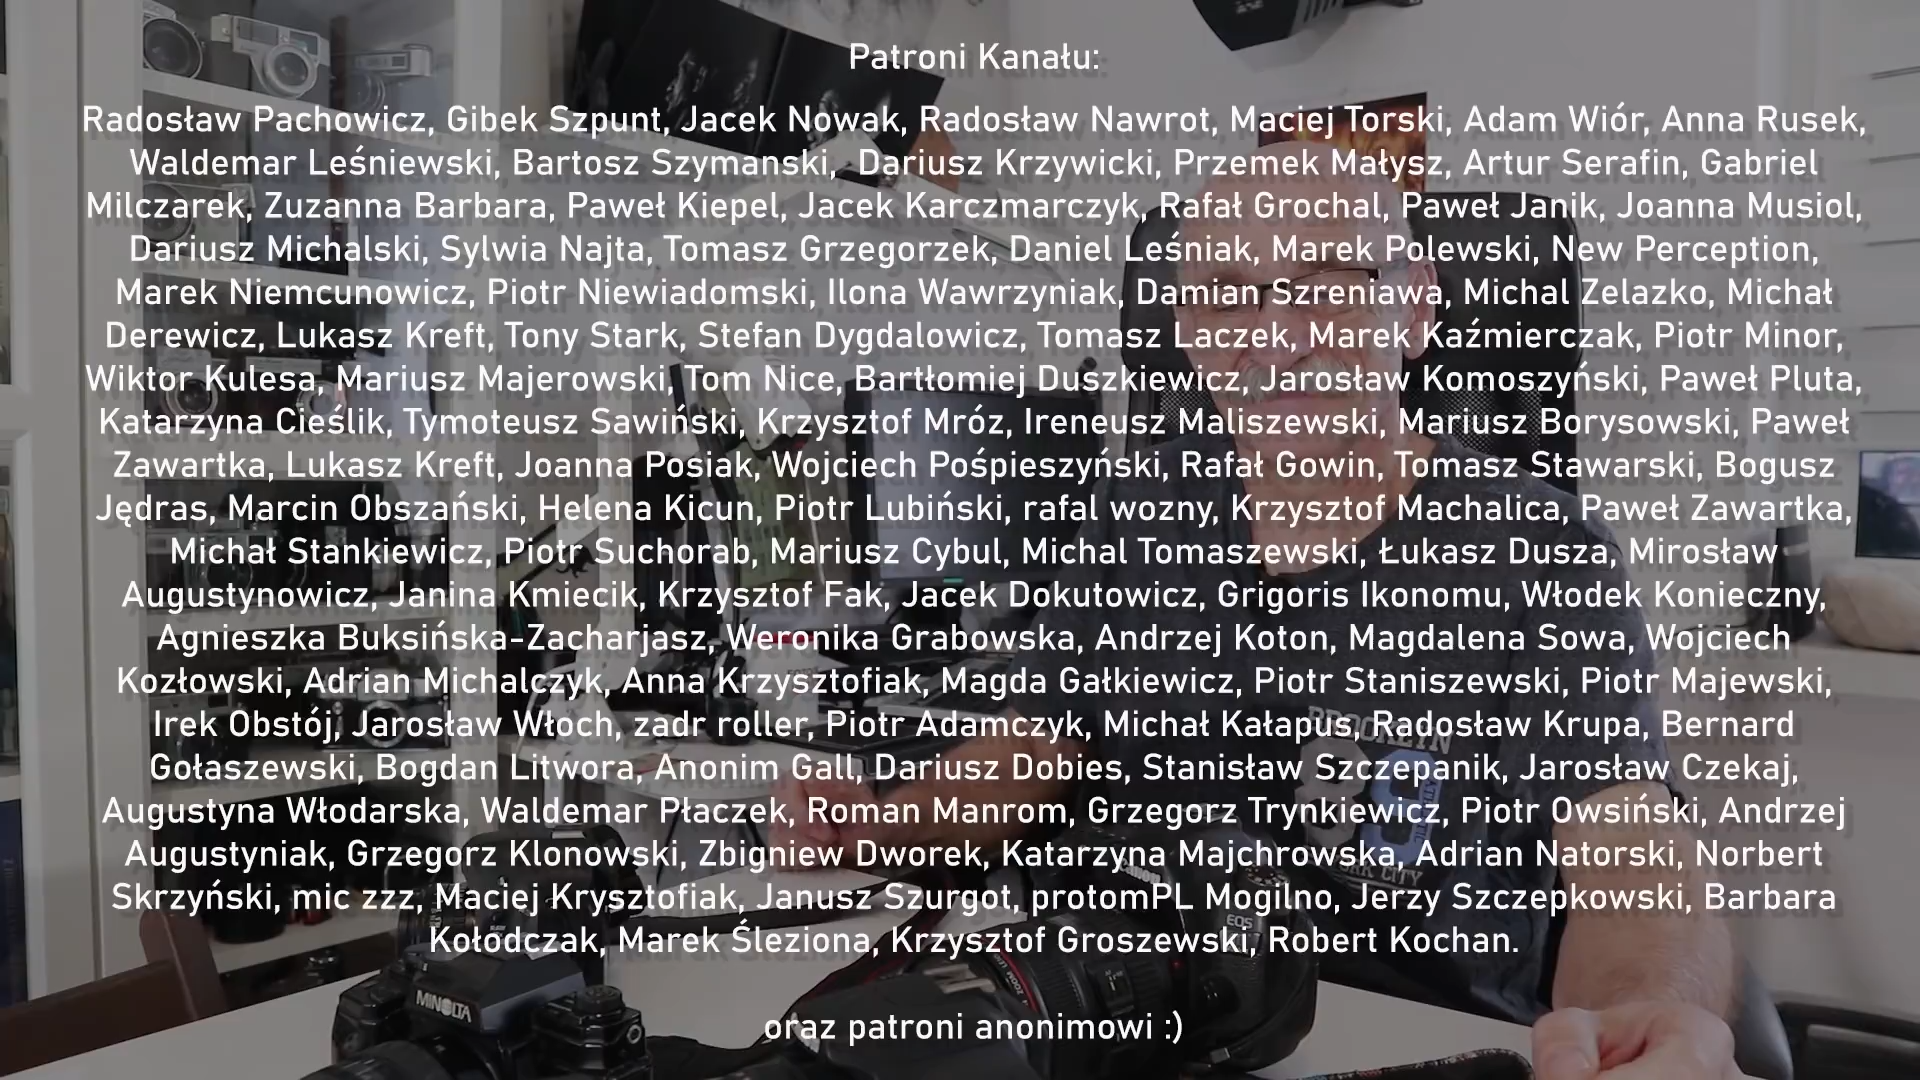 Patroni Kanału:
Radosław Pachowicz, Gibek Szpunt, Jacek Nowak, Radosław Nawrot, Maciej Torski, Adam Wiór, Anna Rusek,
Waldemar Leśniewski, Bartosz Szymanski, Dariusz Krzywicki, Przemek Małysz, Artur Serafin, Gabriel
Milczarek, Zuzanna Barbara, Paweł Kiepel, Jacek Karczmarczyk, Rafał Grochal, Paweł Janik, Joanna Musiol,
Dariusz Michalski, Sylwia Najta, Tomasz Grzegorzek, Daniel Leśniak, Marek Polewski, New Perception,
Marek Niemcunowicz, Piotr Niewiadomski, Ilona Wawrzyniak, Damian Szreniawa, Michal Zelazko, Michał
Derewicz, Lukasz Kreft, Tony Stark, Stefan Dygdalowicz, Tomasz Laczek, Marek Kaźmierczak, Piotr Minor,
Wiktor Kulesa, Mariusz Majerowski, Tom Nice, Bartłomiej Duszkiewicz, Jarosław Komoszyński, Paweł Pluta,
Katarzyna Cieślik, Tymoteusz Sawiński, Krzysztof Mróz, Ireneusz Maliszewski, Mariusz Borysowski, Paweł
Zawartka, Lukasz Kreft, Joanna Posiak, Wojciech Pośpieszyński, Rafał Gowin, Tomasz Stawarski, Bogusz
Jędras, Marcin Obszański, Helena Kicun, Piotr Lubiński, rafal wozny, Krzysztof Machalica, Paweł Zawartka,
Michał Stankiewicz, Piotr Suchorab, Mariusz Cybul, Michal Tomaszewski, Łukasz Dusza, Mirosław
Augustynowicz, Janina Kmiecik, Krzysztof Fak, Jacek Dokutowicz, Grigoris Ikonomu, Włodek Konieczny,
Agnieszka Buksińska-Zacharjasz, Weronika Grabowska, Andrzej Koton, Magdalena Sowa, Wojciech
Kozłowski, Adrian Michalczyk, Anna Krzysztofiak, Magda Gałkiewicz, Piotr Staniszewski, Piotr Majewski,
Irek Obstój, Jarosław Włoch, zadr roller, Piotr Adamczyk, Michał Kałapus, Radosław Krupa, Bernard
Gołaszewski, Bogdan Litwora, Anonim Gall, Dariusz Dobies, Stanisław Szczepanik, Jarosław Czekaj,
Augustyna Włodarska, Waldemar Płaczek, Roman Manrom, Grzegorz Trynkiewicz, Piotr Owsiński, Andrzej
Augustyniak, Grzegorz Klonowski, Zbigniew Dworek, Katarzyna Majchrowska, Adrian Natorski, Norbert
Skrzyński, mic zzz, Maciej Krysztofiak, Janusz Szurgot, protomPL Mogilno, Jerzy Szczepkowski, Barbara
Kołodczak, Marek Śleziona, Krzysztof Groszewski, Robert Kochan.
oraz patroni anonimowi :)
BROOKLYN
Canon
EOS
MINOLTA